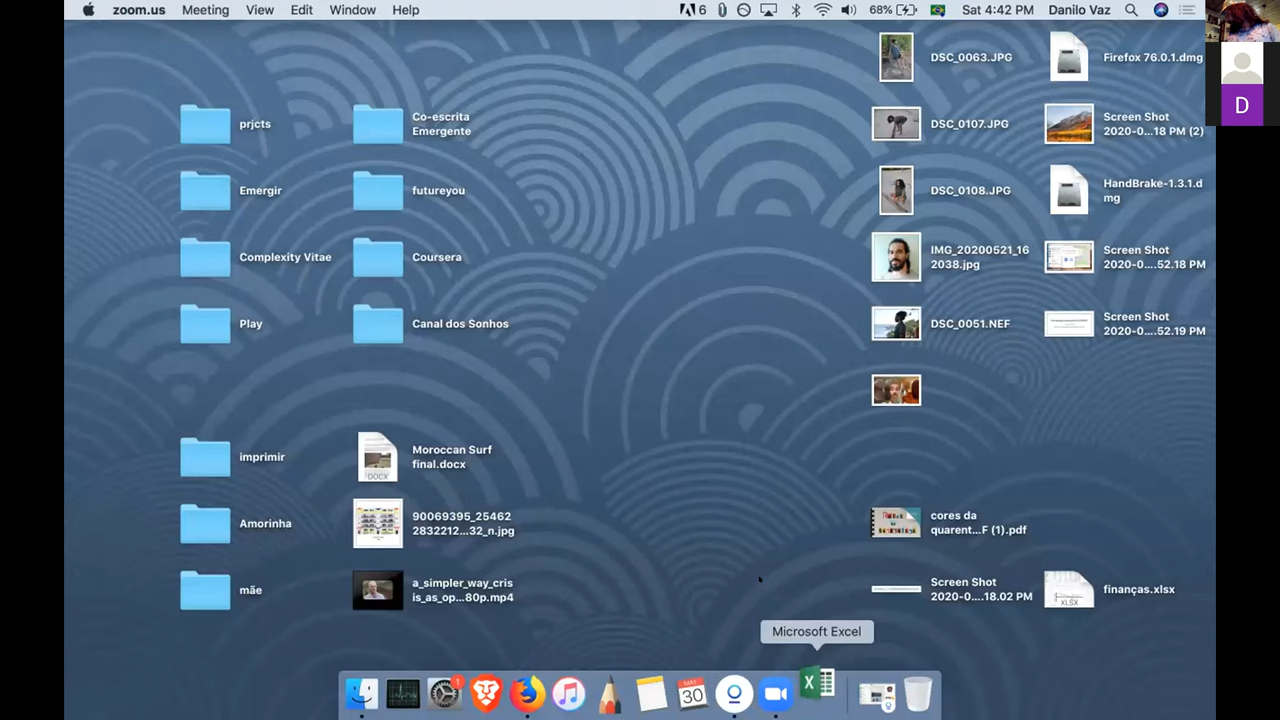 zoom.us Meeting View Edit Window Help 6 68% Sat 4:42 PM Danilo Vaz
prjcts
Co-escrita
Emergente
DSC_0063.JPG
Firefox 76.0.1.dmg
DSC_0107.JPG
Screen Shot
2020-0...18 PM (2)
D
Emergir
futureyou
DSC_0108.JPG
HandBrake-1.3.1.d
mg
Complexity Vitae
Coursera
IMG_20200521_16
2038.jpg
Screen Shot
2020-0....52.18 PM
Play
Canal dos Sonhos
DSC_0051.NEF
Screen Shot
2020-0....52.19 PM
imprimir
Moroccan Surf
final.docx
DOCX
Amorinha
90069395_25462
2832212...32_n.jpg
cores da
quarent...F (1).pdf
mãe
a_simpler_way_cris
is_as_op...80p.mp4
Screen Shot
2020-0....18.02 PM
finanças.xlsx
XLSX
Microsoft Excel
1
MAY
30
X